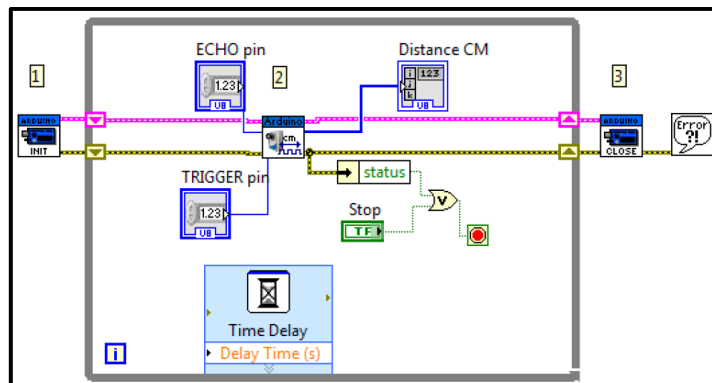 ECHO pin
Distance CM
1
2
3
1.23
U8
i
j
k
123
U8
ARDUINO
INIT
Arduino
cm
ARDUINO
CLOSE
Error
?!
status
TRIGGER pin
1.23
U8
Stop
TF
V
Time Delay
Delay Time (s)
i